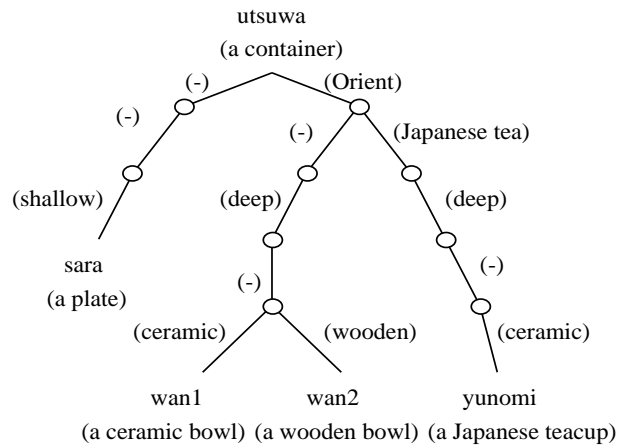 utsuwa
(a container)
(-) (Orient)
(-) (-) (Japanese tea)
(shallow) (deep) (deep)
sara (-) (-)
(a plate)
(ceramic) (wooden) (ceramic)
wan1 wan2 yunomi
(a ceramic bowl) (a wooden bowl) (a Japanese teacup)